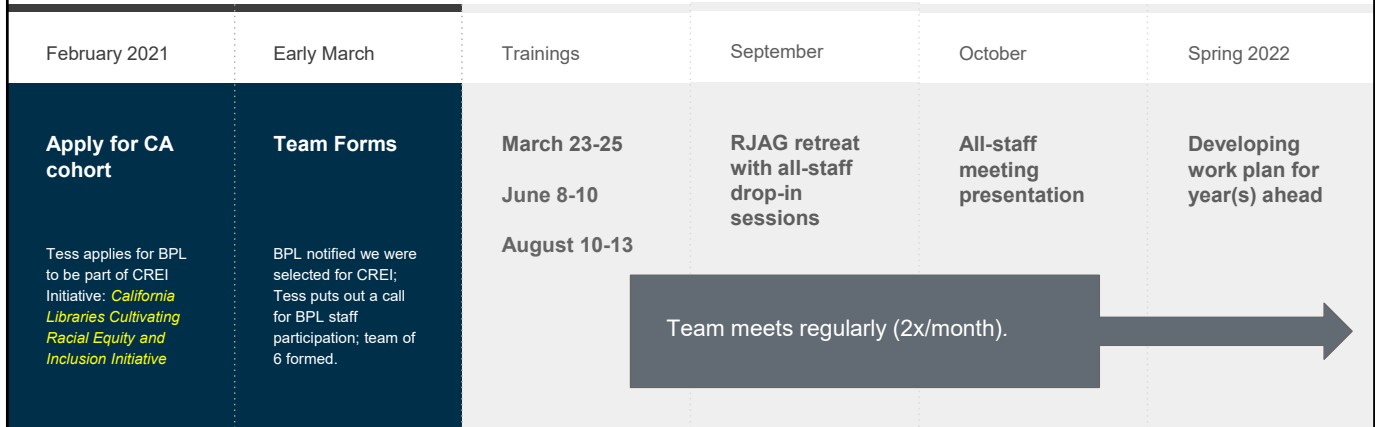 February 2021
Early March
Trainings
September
October
Spring 2022
Apply for CA
cohort
Tess applies for BPL
to be part of CREI
Initiative: California
Libraries Cultivating
Racial Equity and
Inclusion Initiative
Team Forms
BPL notified we were
selected for CREI;
Tess puts out a call
for BPL staff
participation; team of
6 formed.
March 23-25
June 8-10
August 10-13
RJAG retreat
with all-staff
drop-in
sessions
All-staff
meeting
presentation
Developing
work plan for
year(s) ahead
Team meets regularly (2x/month).